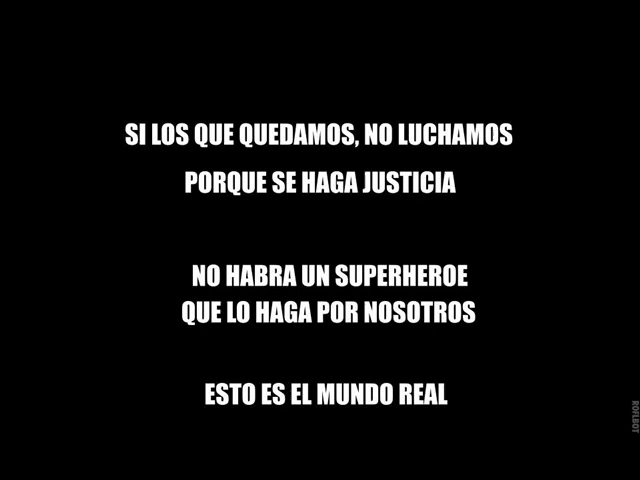 SI LOS QUE QUEDAMOS, NO LUCHAMOS
PORQUE SE HAGA JUSTICIA
NO HABRA UN SUPERHEROE
QUE LO HAGA POR NOSOTROS
ESTO ES EL MUNDO REAL
ROFLBOT